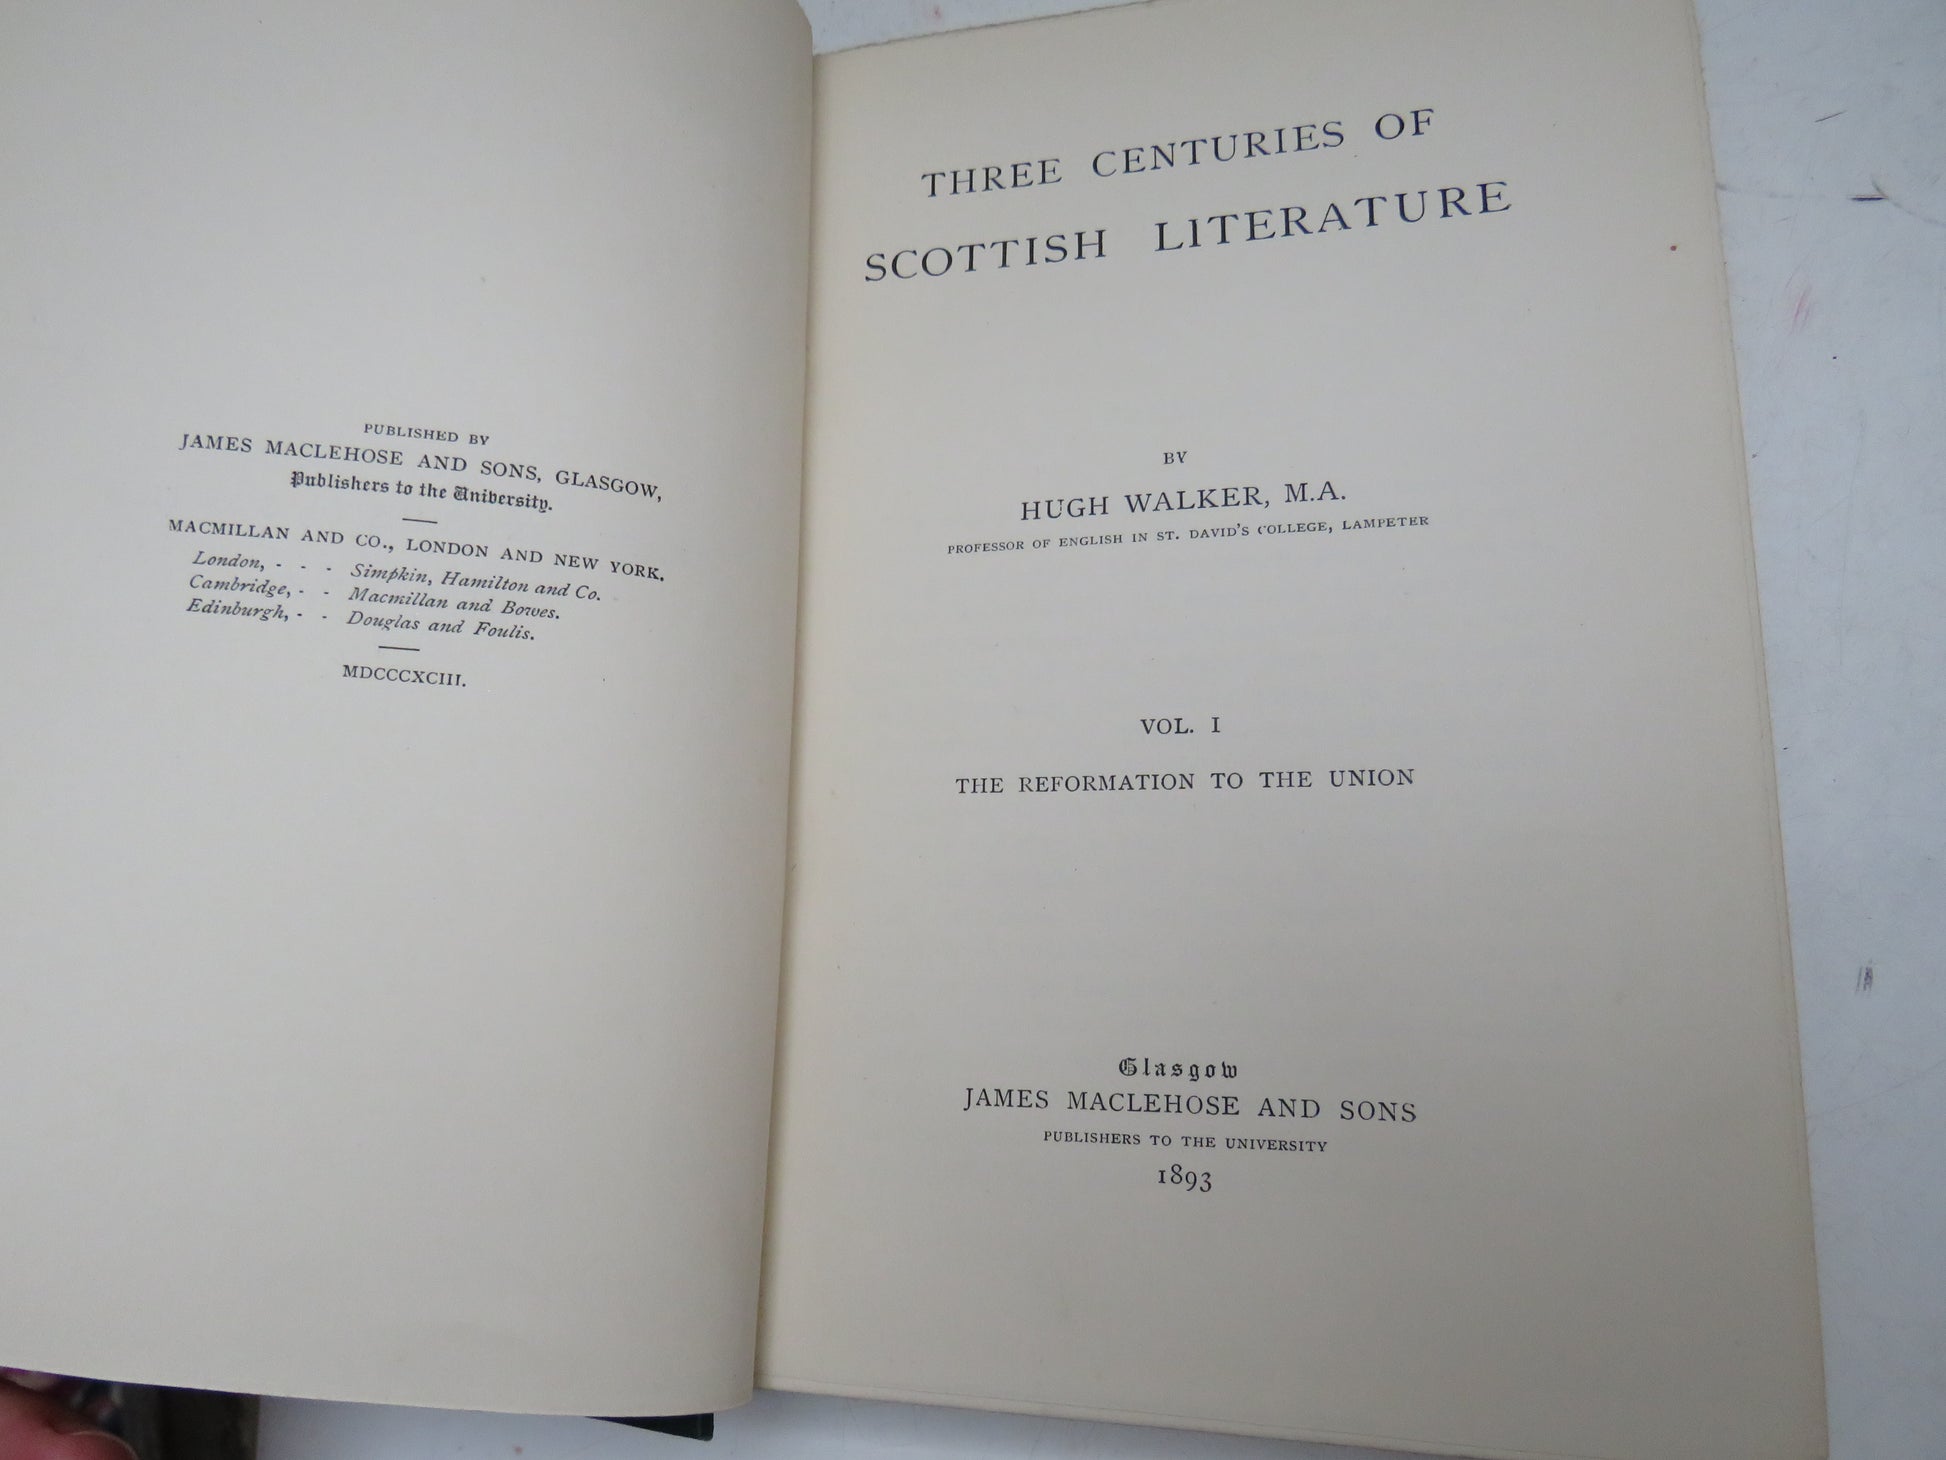 PUBLISHED BY
JAMES MACLEHOSE AND SONS, GLASGOW,
Publishers to the University.
MACMILLAN AND CO., LONDON AND NEW YORK.
London, - - - Simpkin, Hamilton and Co.
Cambridge, - - Macmillan and Bowes.
Edinburgh, - - Douglas and Foulis.
MDCCCXCIII.
THREE CENTURIES OF
SCOTTISH LITERATURE
BY
HUGH WALKER, M.A.
PROFESSOR OF ENGLISH IN ST. DAVID'S COLLEGE, LAMPETER
VOL. I
THE REFORMATION TO THE UNION
Glasgow
JAMES MACLEHOSE AND SONS
PUBLISHERS TO THE UNIVERSITY
1893